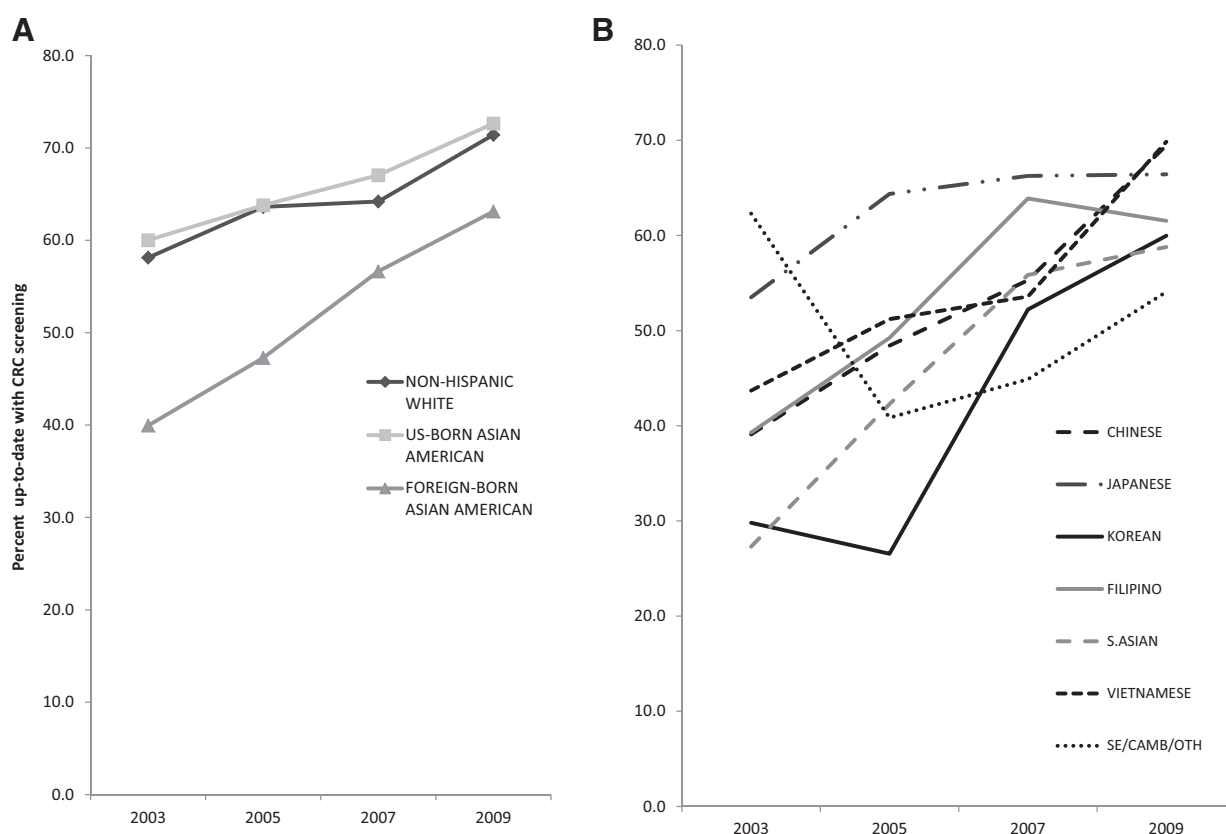 A
80.0
70.0
60.0
50.0
40.0
30.0
20.0
10.0
0.0
Percent up-to-date with CRC screening
2003 2005 2007 2009
NON-HISPANIC
WHITE
US-BORN ASIAN
AMERICAN
FOREIGN-BORN
ASIAN AMERICAN
B
80.0
70.0
60.0
50.0
40.0
30.0
20.0
10.0
0.0
2003 2005 2007 2009
CHINESE
JAPANESE
KOREAN
FILIPINO
S.ASIAN
VIETNAMESE
SE/CAMB/OTH